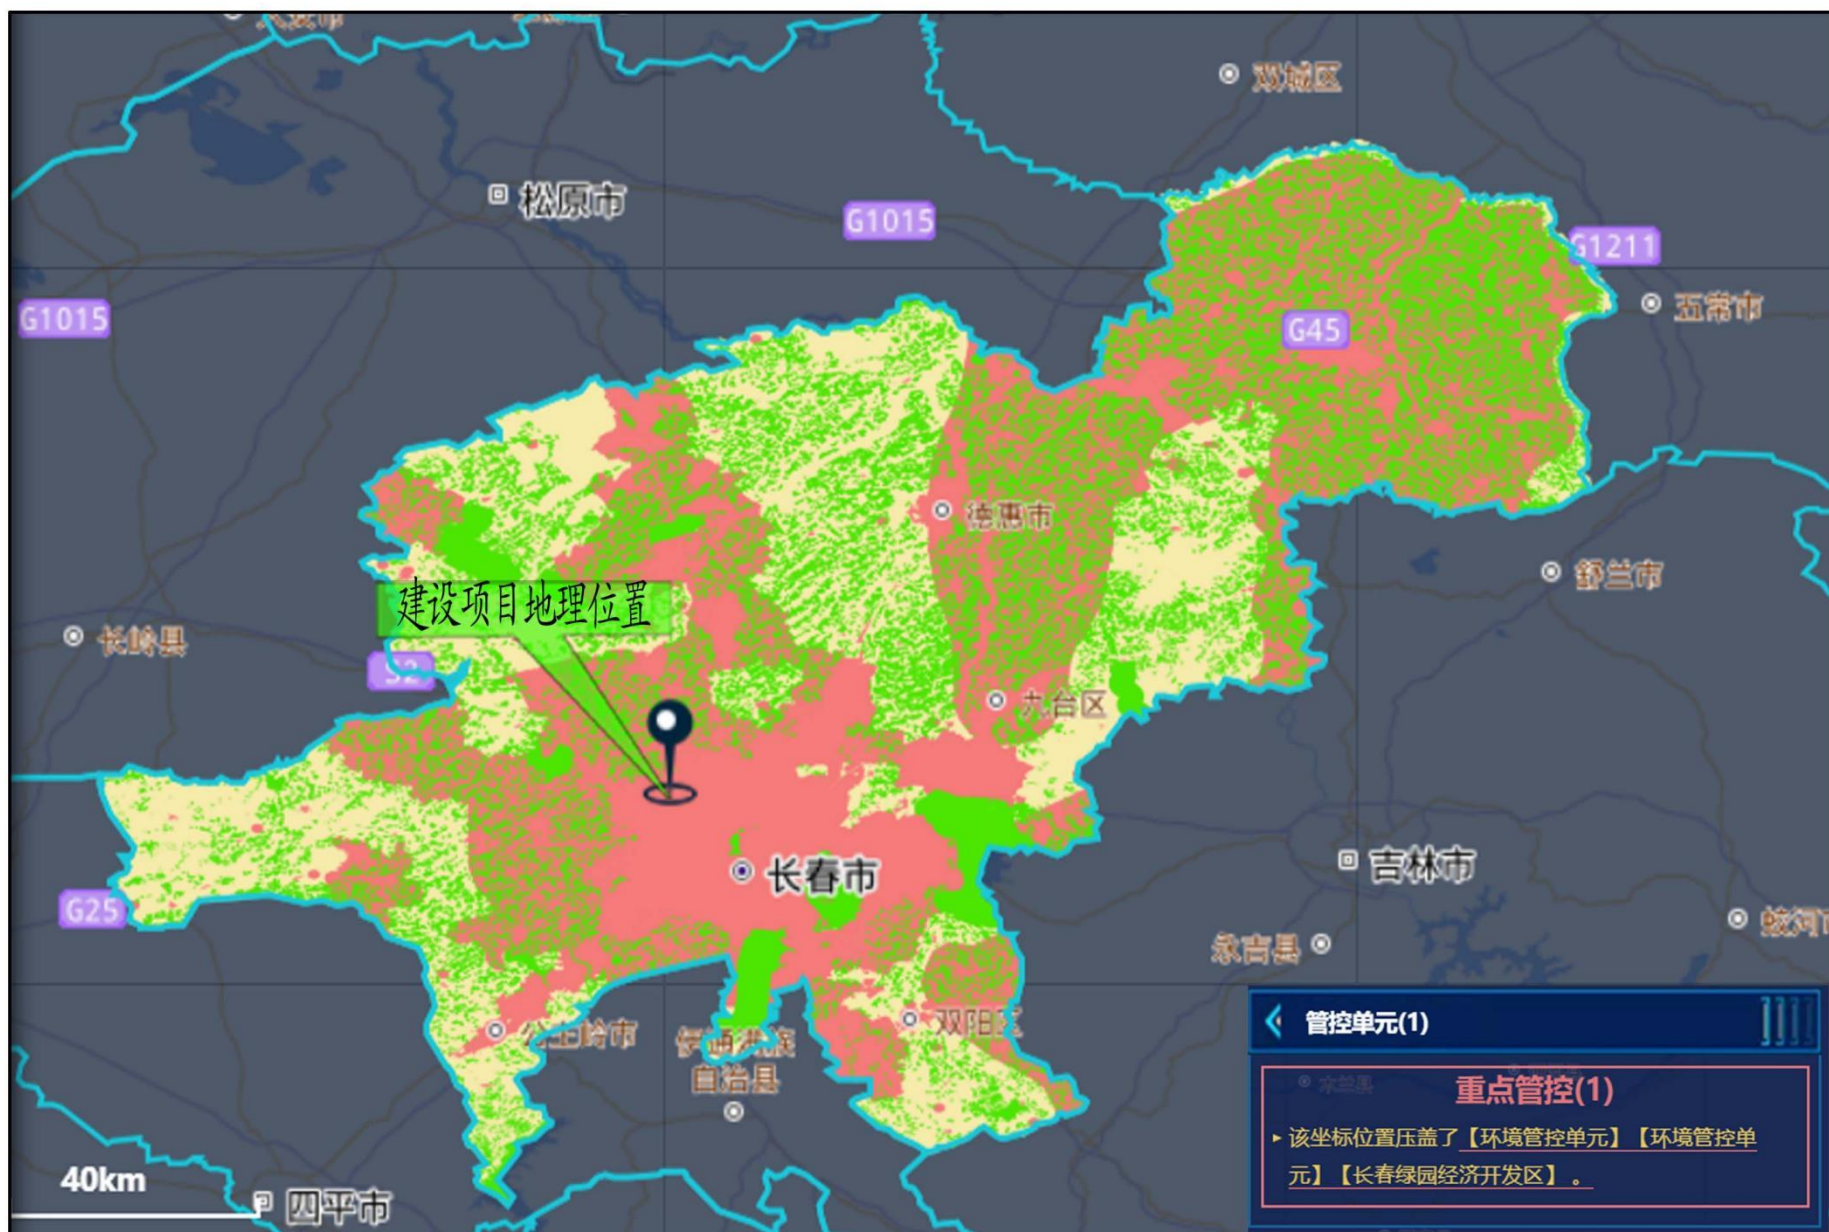 双城区
松原市
G1015
G1211
G1015
五常市
G45
德惠市
舒兰市
建设项目地理位置
长岭县
S2
九台区
长春市
吉林市
G25
永吉县
双阳区
公主岭市
伊通满族
自治县
管控单元(1)
重点管控(1)
▸ 该坐标位置压盖了【环境管控单元】【环境管控单
元】【长春绿园经济开发区】 。
40km
四平市